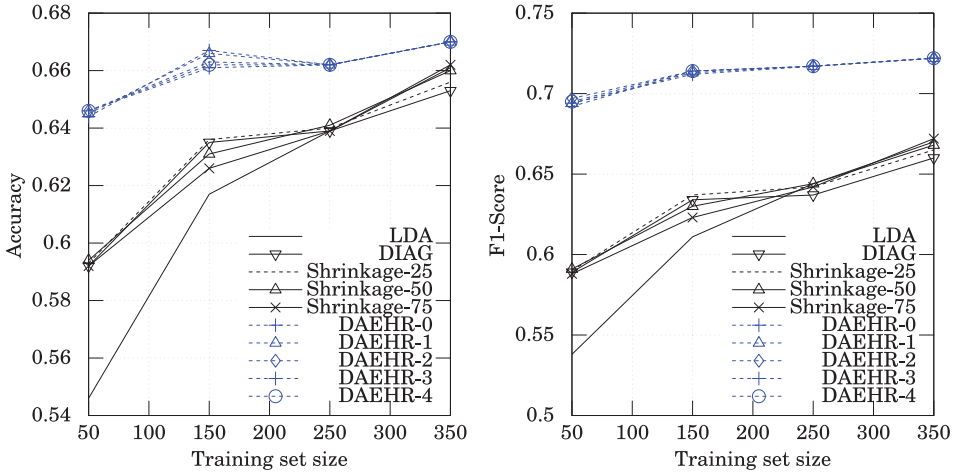 0.68
0.66
0.64
0.62
0.6
0.58
0.56
0.54
Accuracy
50
100
150
200
250
300
350
Training set size
LDA
DIAG
Shrinkage-25
Shrinkage-50
Shrinkage-75
DAEHR-0
DAEHR-1
DAEHR-2
DAEHR-3
DAEHR-4
0.75
0.7
0.65
0.6
0.55
0.5
F1-Score
50
100
150
200
250
300
350
Training set size
LDA
DIAG
Shrinkage-25
Shrinkage-50
Shrinkage-75
DAEHR-0
DAEHR-1
DAEHR-2
DAEHR-3
DAEHR-4